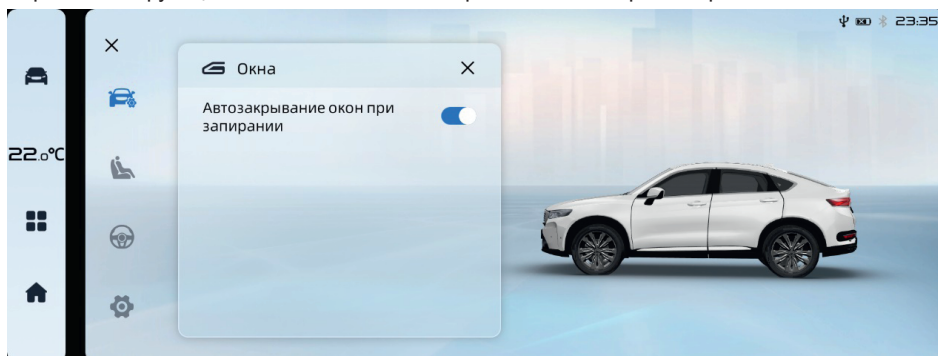 23:35
Окна
Автозакрывание окон при
запирании
22.0°C